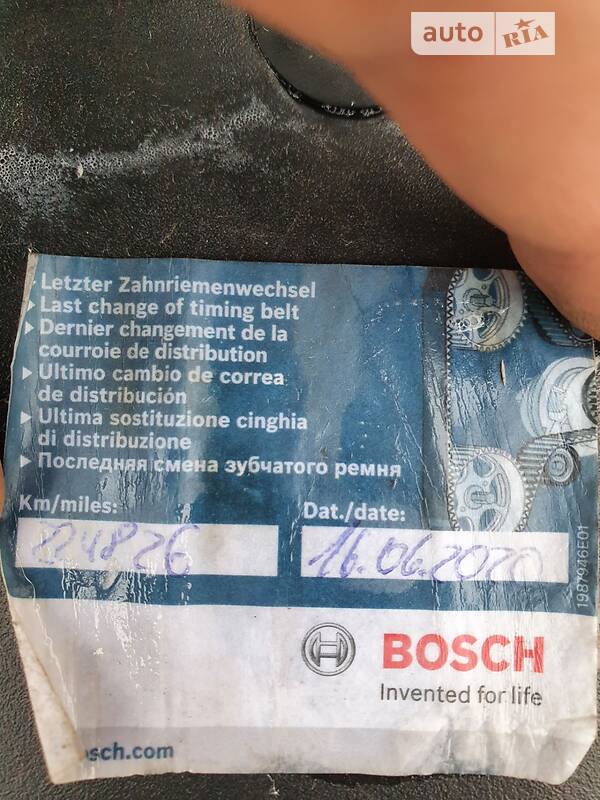 auto RIA
Letzter Zahnriemenwechsel
Last change of timing belt
Dernier changement de la
courroie de distribution
Ultimo cambio de correa
de distribución
Ultima sostituzione cinghia
di distribuzione
Последняя смена зубчатого ремня
Km/miles:
Dat./date:
224826
16.06.2020
1987946E01
BOSCH
Invented for life
osch.com